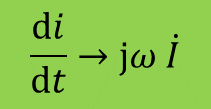 di/dt → jω İ